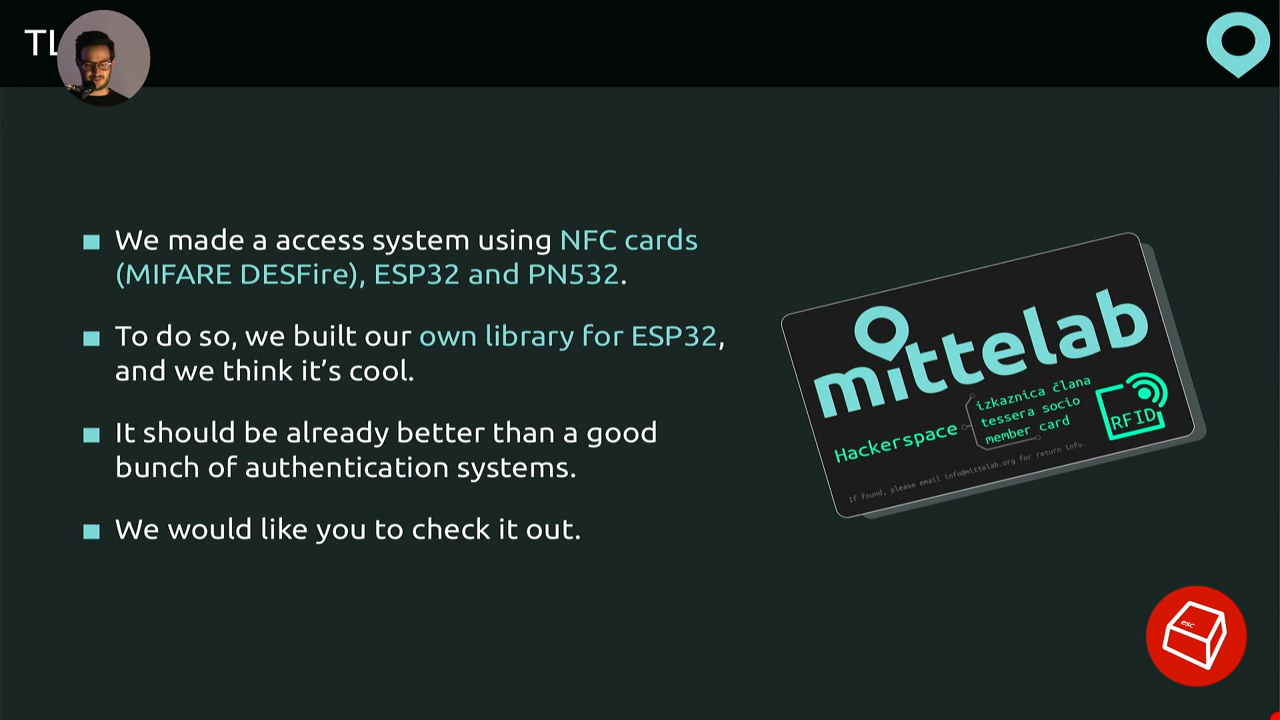 TL
We made a access system using NFC cards
(MIFARE DESFire), ESP32 and PN532.
To do so, we built our own library for ESP32,
and we think it's cool.
It should be already better than a good
bunch of authentication systems.
We would like you to check it out.
mittelab
Hackerspace
izkaznica člana
tessera socio
member card
RFID
If found, please email info@mittelab.org for return info.
esc